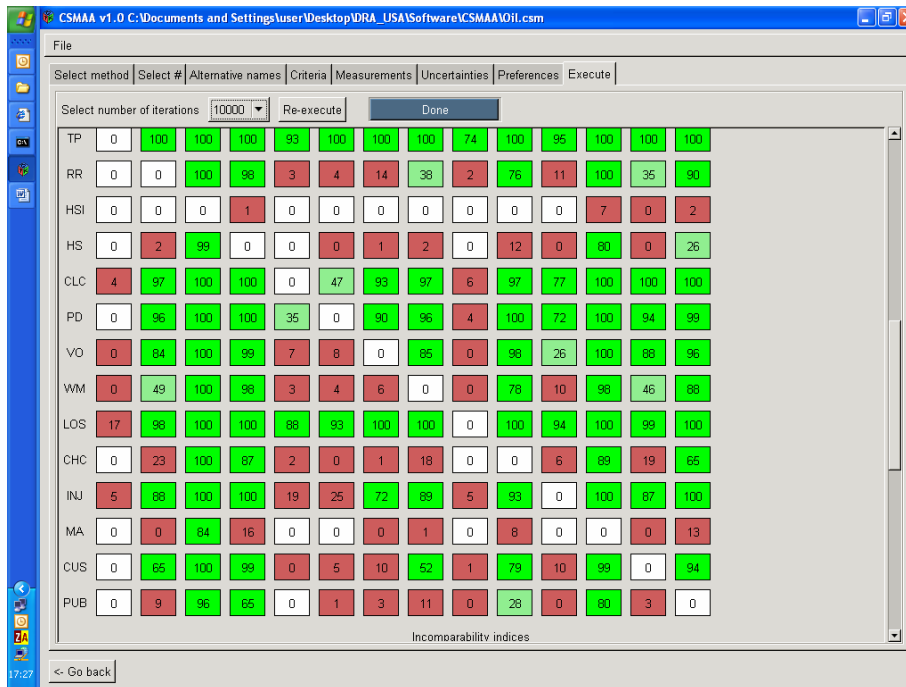 CSMAA v1.0 C:\Documents and Settings\user\Desktop\DRA_USA\Software\CSMAA\Oil.csm
File
Select method Select # Alternative names Criteria Measurements Uncertainties Preferences Execute
Select number of iterations 10000 Re-execute Done
TP 0 100 100 100 93 100 100 100 74 100 95 100 100 100
RR 0 0 100 98 3 4 14 38 2 76 11 100 35 90
HSI 0 0 0 1 0 0 0 0 0 0 0 7 0 2
HS 0 2 99 0 0 0 1 2 0 12 0 80 0 26
CLC 4 97 100 100 0 47 93 97 6 97 77 100 100 100
PD 0 96 100 100 35 0 90 96 4 100 72 100 94 99
VO 0 84 100 99 7 8 0 85 0 98 26 100 88 96
WM 0 49 100 98 3 4 6 0 0 78 10 98 46 88
LOS 17 98 100 100 88 93 100 100 0 100 94 100 99 100
CHC 0 23 100 87 2 0 1 18 0 0 6 89 19 65
INJ 5 88 100 100 19 25 72 89 5 93 0 100 87 100
MA 0 0 84 16 0 0 0 1 0 8 0 0 0 13
CUS 0 65 100 99 0 5 10 52 1 79 10 99 0 94
PUB 0 9 96 65 0 1 3 11 0 28 0 80 3 0
Incomparability indices
<- Go back
ZA
17:27